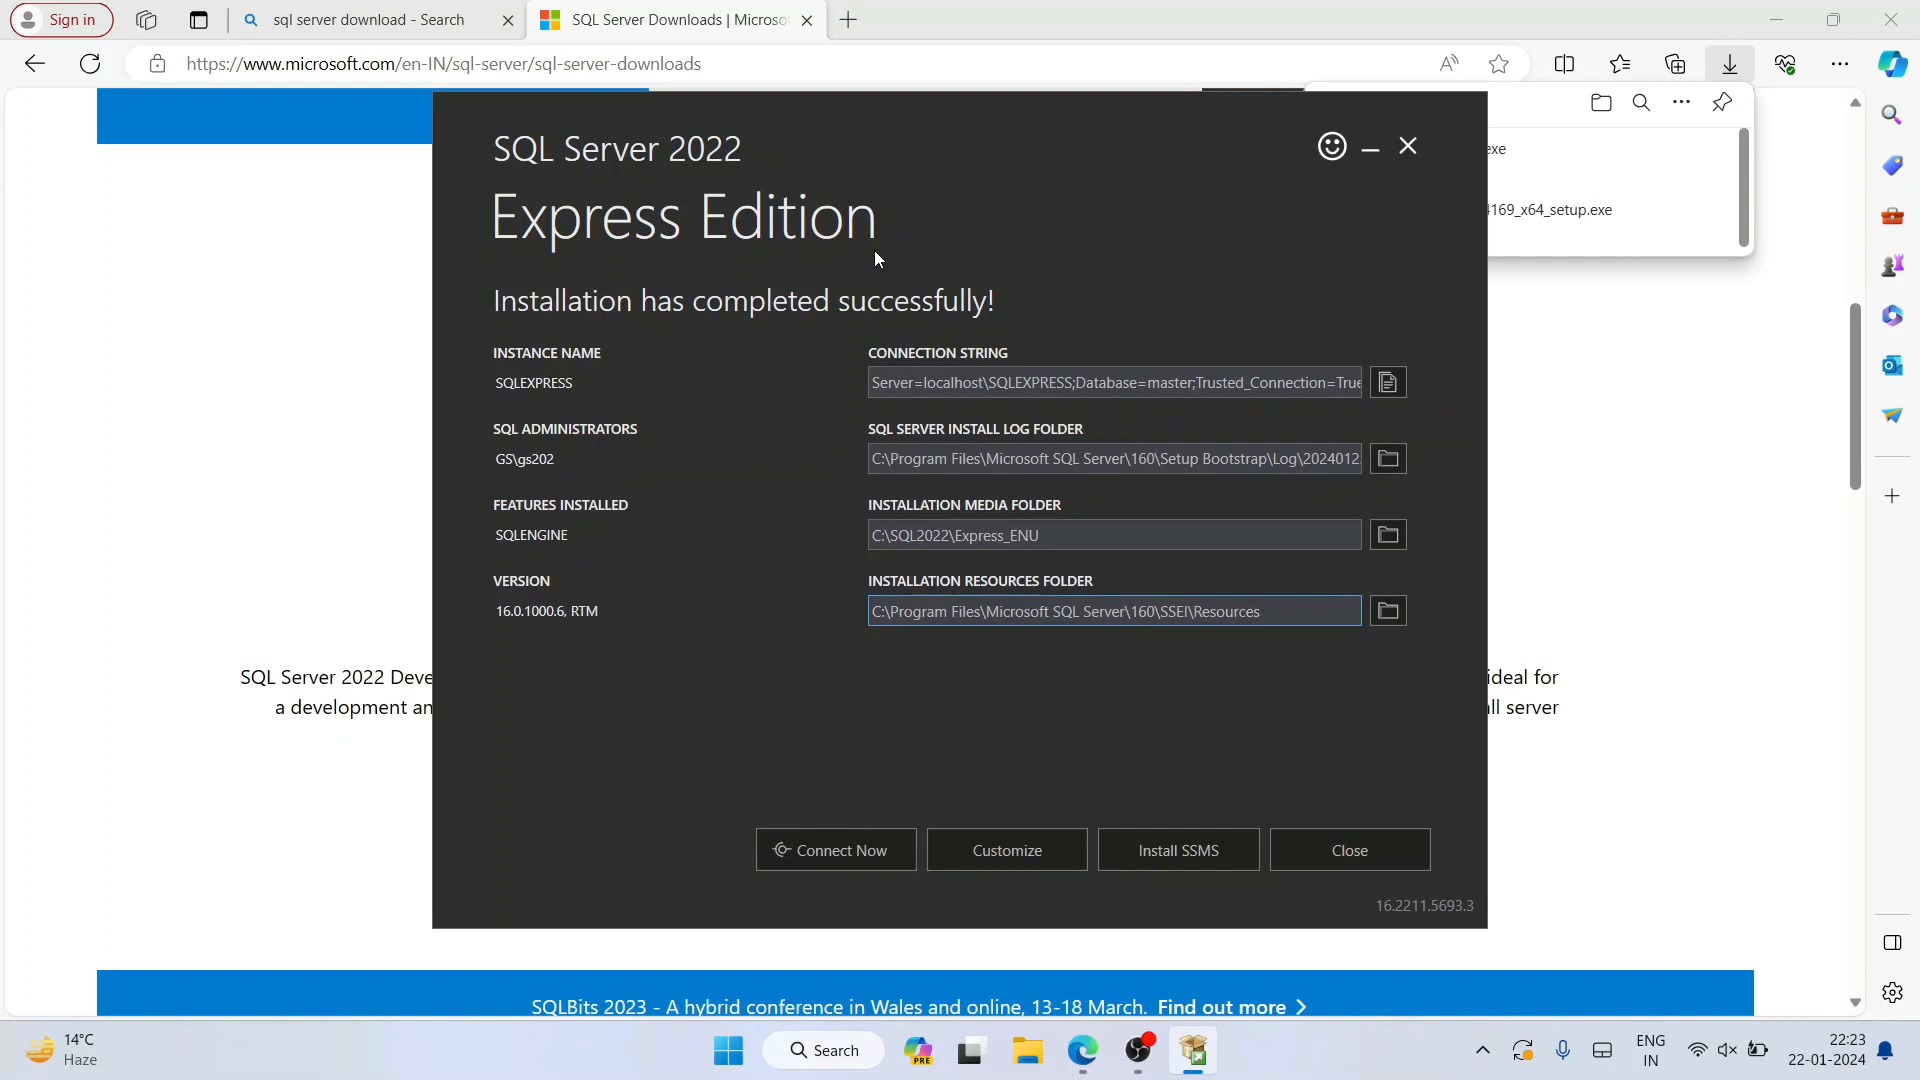 Sign in
sql server download - Search
SQL Server Downloads | Microso
https://www.microsoft.com/en-IN/sql-server/sql-server-downloads
SQL Server 2022
Express Edition
exe
4169_x64_setup.exe
Installation has completed successfully!
INSTANCE NAME
SQLEXPRESS
CONNECTION STRING
Server=localhost\SQLEXPRESS;Database=master;Trusted_Connection=True
SQL ADMINISTRATORS
GS\gs202
SQL SERVER INSTALL LOG FOLDER
C:\Program Files\Microsoft SQL Server\160\Setup Bootstrap\Log\2024012
FEATURES INSTALLED
SQLENGINE
INSTALLATION MEDIA FOLDER
C:\SQL2022\Express_ENU
VERSION
16.0.1000.6, RTM
INSTALLATION RESOURCES FOLDER
C:\Program Files\Microsoft SQL Server\160\SSEI\Resources
SQL Server 2022 Deve
a development an
ideal for
ll server
Connect Now
Customize
Install SSMS
Close
16.2211.5693.3
SQLBits 2023 - A hybrid conference in Wales and online, 13-18 March. Find out more
14°C
Haze
Search
PRE
ENG
IN
22:23
22-01-2024